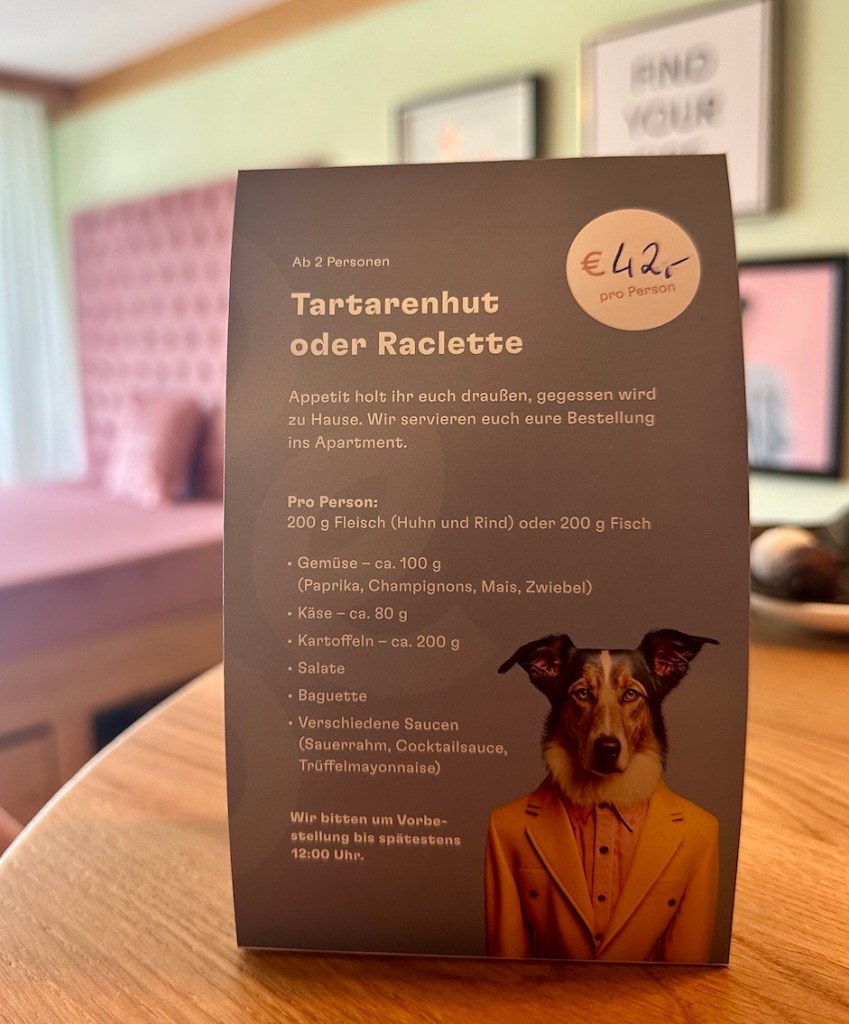 FIND
YOUR
Ab 2 Personen
€ 42,-
pro Person
Tartarenhut
oder Raclette
Appetit holt ihr euch draußen, gegessen wird
zu Hause. Wir servieren euch eure Bestellung
ins Apartment.
Pro Person:
200 g Fleisch (Huhn und Rind) oder 200 g Fisch
• Gemüse – ca. 100 g
(Paprika, Champignons, Mais, Zwiebel)
• Käse – ca. 80 g
• Kartoffeln – ca. 200 g
• Salate
• Baguette
• Verschiedene Saucen
(Sauerrahm, Cocktailsauce,
Trüffelmayonnaise)
Wir bitten um Vorbe-
stellung bis spätestens
12:00 Uhr.